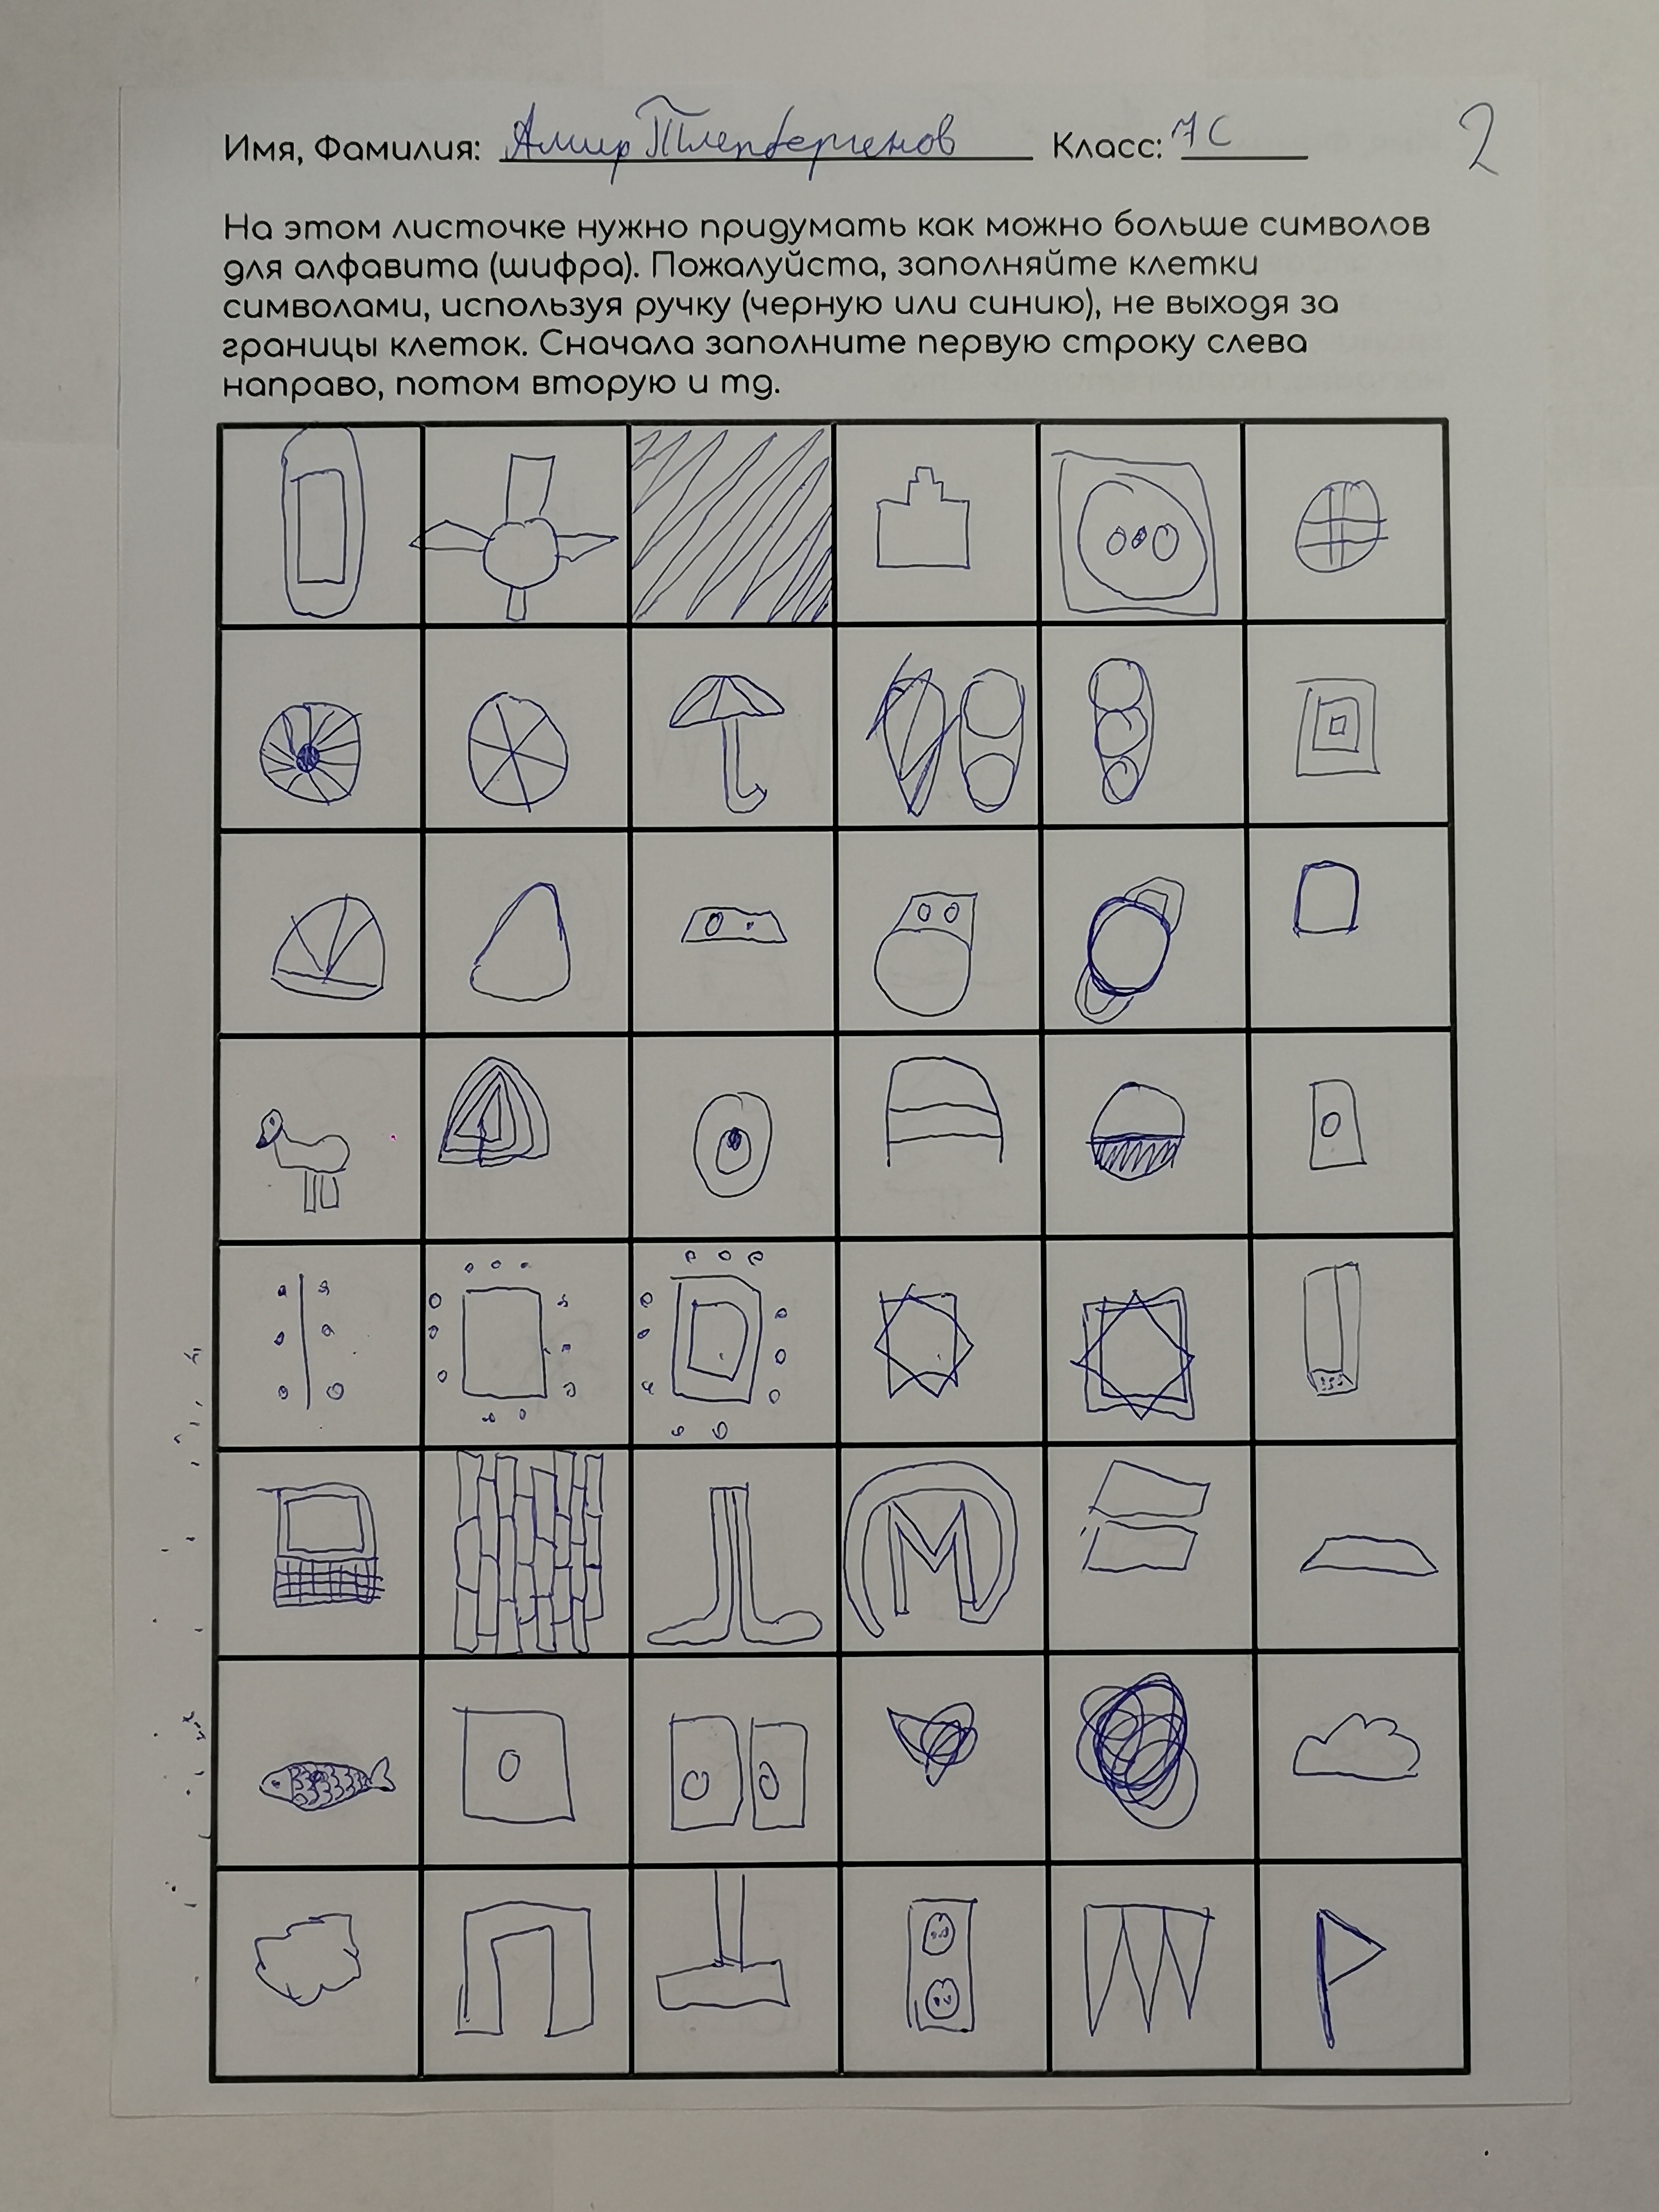 Имя, Фамилия: Амир Тлепбергенов Класс: 7С 2
На этом листочке нужно придумать как можно больше символов
для алфавита (шифра). Пожалуйста, заполняйте клетки
символами, используя ручку (черную или синию), не выходя за
границы клеток. Сначала заполните первую строку слева
направо, потом вторую и тд.
М